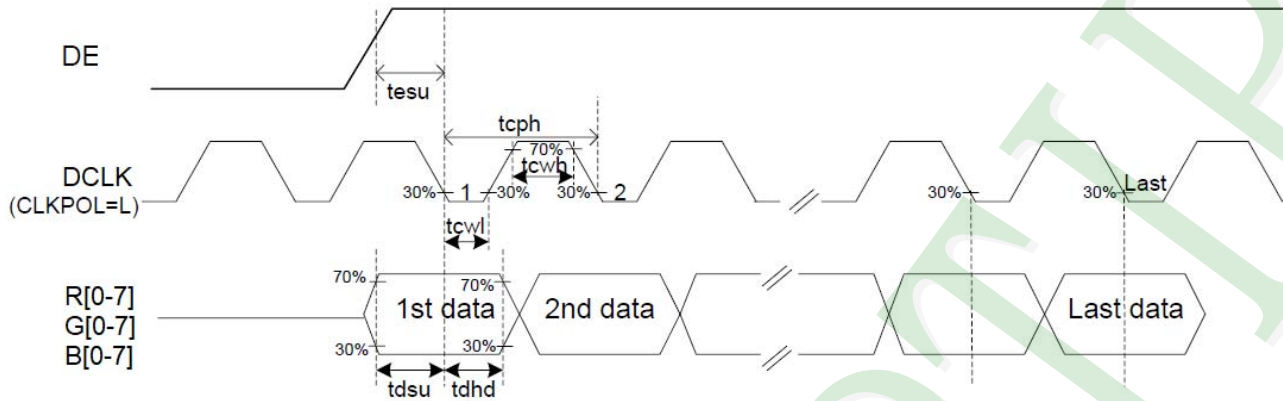 DE
tesu
tcph
70%
tcwh
DCLK
(CLKPOL=L)
30%
1
30%
30%
2
30%
30%
Last
tcwl
70%
70%
R[0-7]
G[0-7]
B[0-7]
1st data
2nd data
Last data
30%
30%
tdsu
tdhd